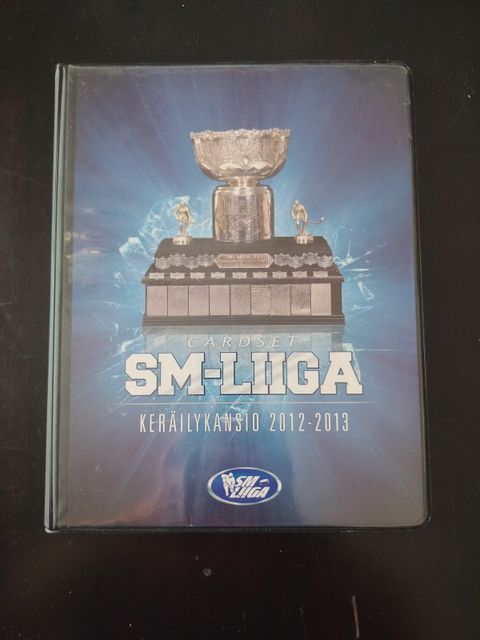 CARDSET
SM-LIIGA
KERÄILYKANSIO 2012-2013
SM
LIIGA